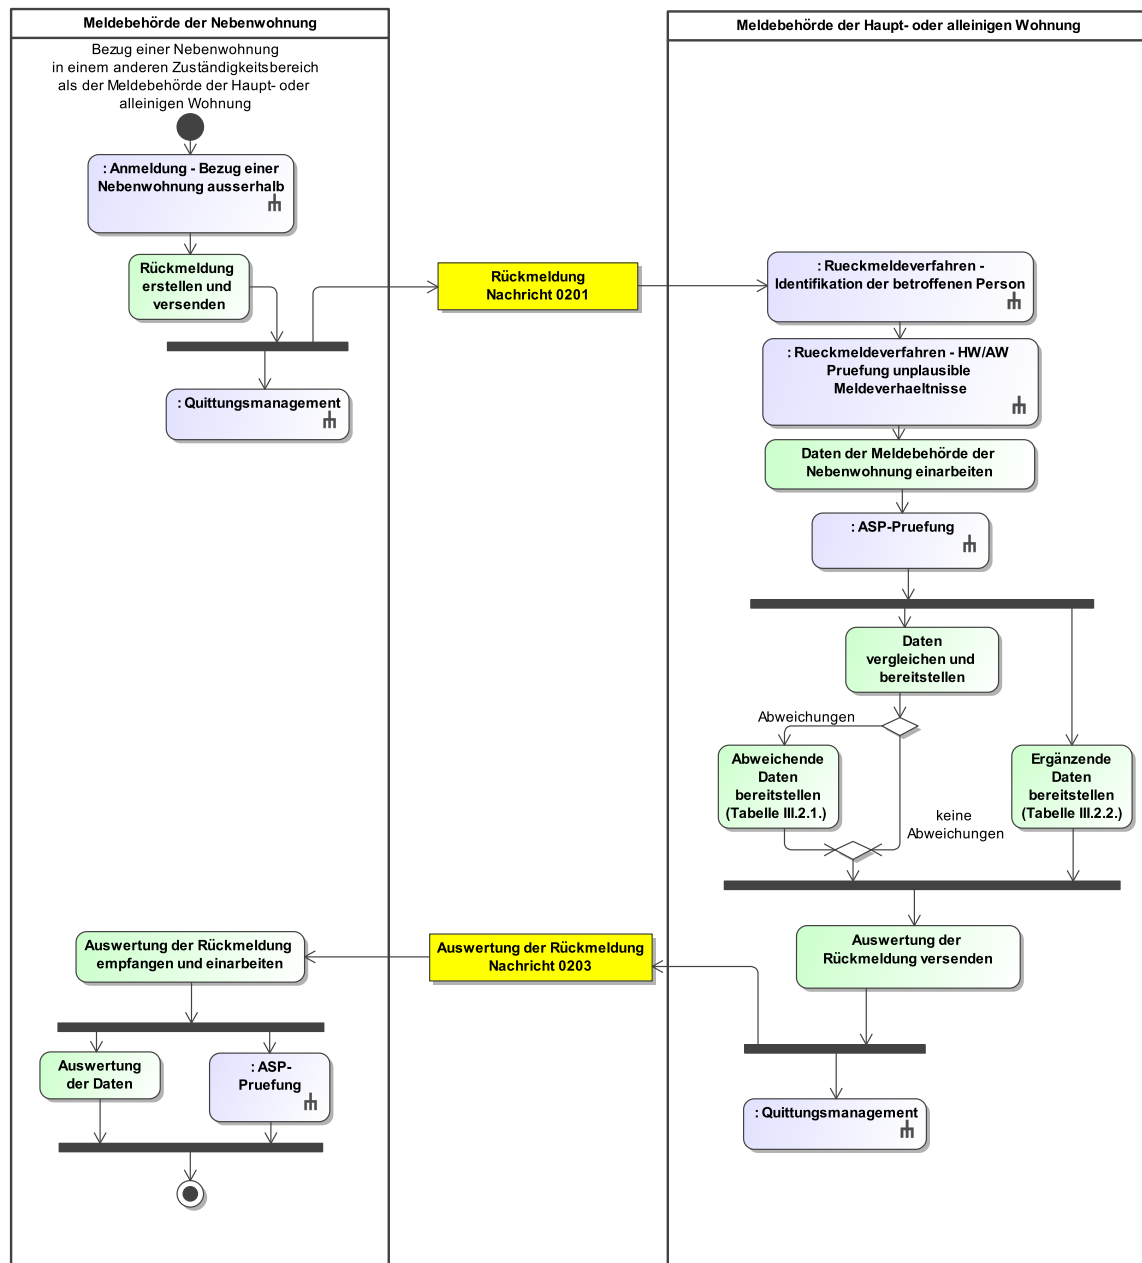 Meldebehörde der Nebenwohnung
Bezug einer Nebenwohnung
in einem anderen Zuständigkeitsbereich
als der Meldebehörde der Haupt- oder
alleinigen Wohnung
: Anmeldung - Bezug einer
Nebenwohnung ausserhalb
Rückmeldung
erstellen und
versenden
: Quittungsmanagement
Rückmeldung
Nachricht 0201
Meldebehörde der Haupt- oder alleinigen Wohnung
: Rueckmeldeverfahren -
Identifikation der betroffenen Person
: Rueckmeldeverfahren - HW/AW
Pruefung unplausible
Meldeverhaeltnisse
Daten der Meldebehörde der
Nebenwohnung einarbeiten
: ASP-Pruefung
Daten
vergleichen und
bereitstellen
Abweichungen
Abweichende
Daten
bereitstellen
(Tabelle III.2.1.)
keine
Abweichungen
Ergänzende
Daten
bereitstellen
(Tabelle III.2.2.)
Auswertung der
Rückmeldung versenden
: Quittungsmanagement
Auswertung der Rückmeldung
Nachricht 0203
Auswertung der Rückmeldung
empfangen und einarbeiten
Auswertung
der Daten
: ASP-
Pruefung